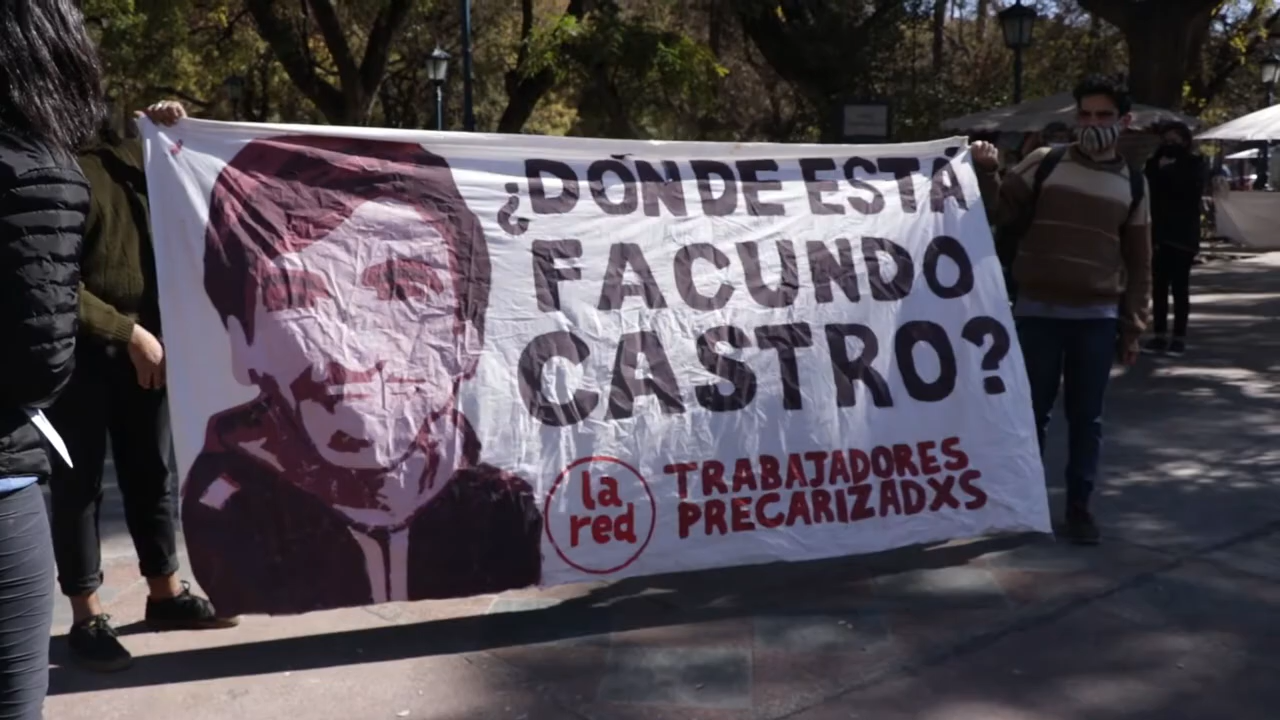 ¿DÓNDE ESTÁ
FACUNDO
CASTRO?
la
red
TRABAJADORES
PRECARIZADXS